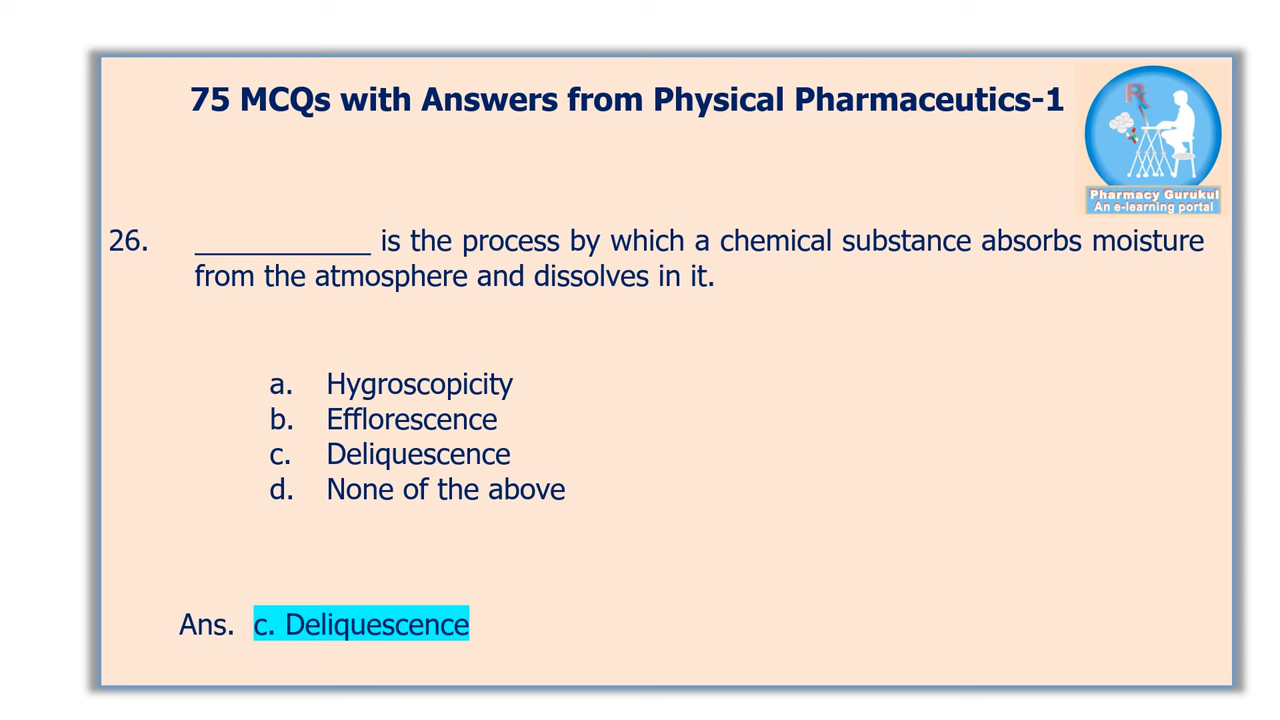 75 MCQs with Answers from Physical Pharmaceutics-1
Rx
Pharmacy Gurukul
An e-learning portal
26. ___________ is the process by which a chemical substance absorbs moisture
from the atmosphere and dissolves in it.
a. Hygroscopicity
b. Efflorescence
c. Deliquescence
d. None of the above
Ans. c. Deliquescence